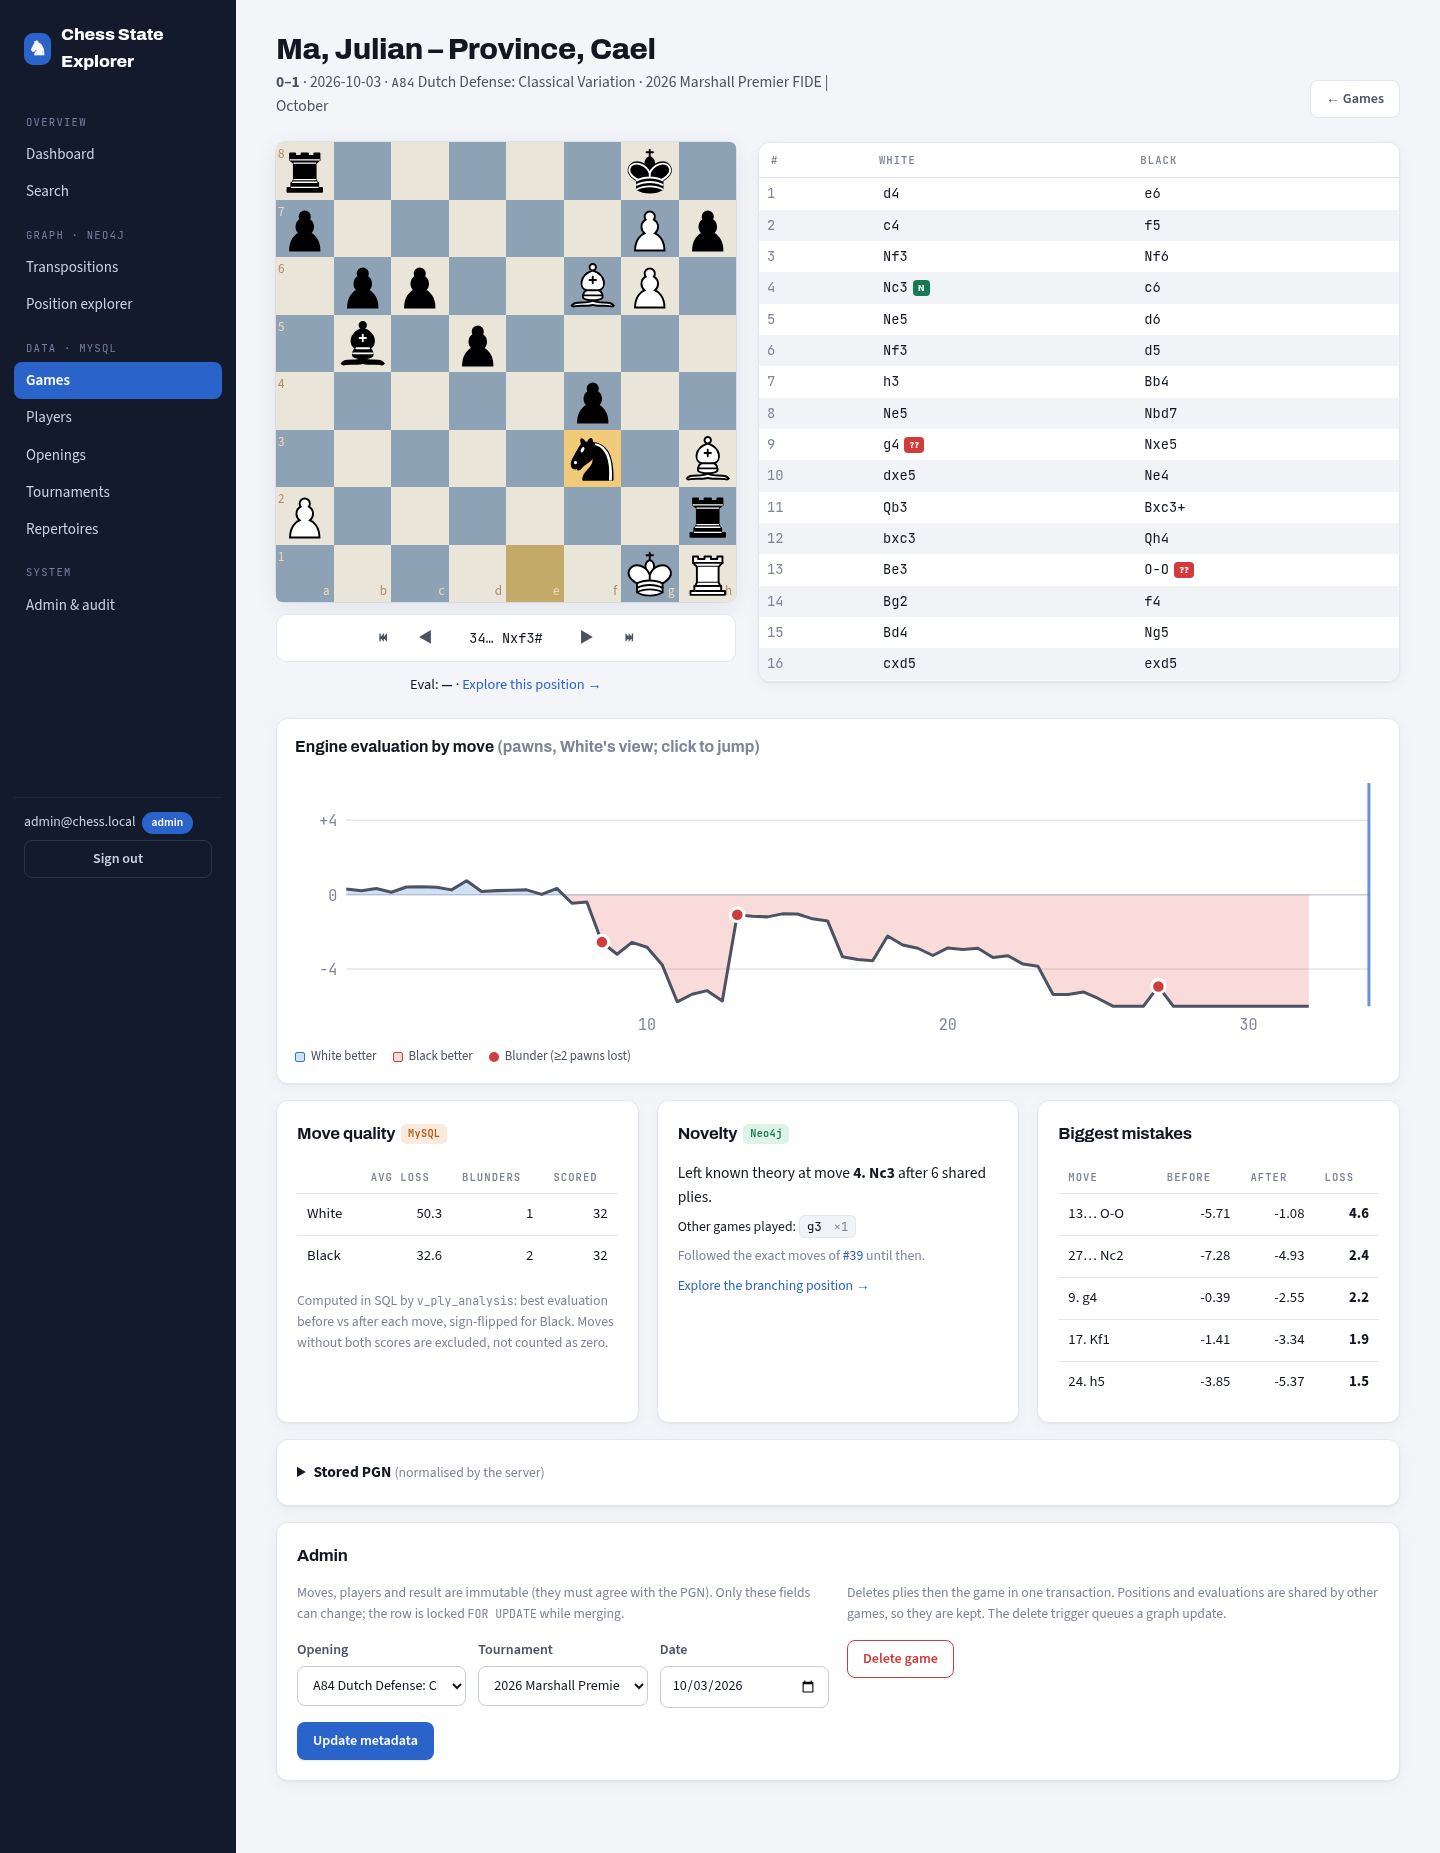 Chess State
Explorer
OVERVIEW
Dashboard
Search
GRAPH · NEO4J
Transpositions
Position explorer
DATA · MYSQL
Games
Players
Openings
Tournaments
Repertoires
SYSTEM
Admin & audit
admin@chess.local admin
Sign out
Ma, Julian – Province, Cael
0–1 · 2026-10-03 · A84 Dutch Defense: Classical Variation · 2026 Marshall Premier FIDE |
October
← Games
8
7
6
5
4
3
2
1
a b c d e f g h
34… Nxf3#
Eval: — · Explore this position →
# WHITE BLACK
1 d4 e6
2 c4 f5
3 Nf3 Nf6
4 Nc3 N c6
5 Ne5 d6
6 Nf3 d5
7 h3 Bb4
8 Ne5 Nbd7
9 g4 ?? Nxe5
10 dxe5 Ne4
11 Qb3 Bxc3+
12 bxc3 Qh4
13 Be3 O-O ??
14 Bg2 f4
15 Bd4 Ng5
16 cxd5 exd5
Engine evaluation by move (pawns, White's view; click to jump)
+4
0
-4
10 20 30
White better Black better Blunder (≥2 pawns lost)
Move quality MySQL
AVG LOSS BLUNDERS SCORED
White 50.3 1 32
Black 32.6 2 32
Computed in SQL by v_ply_analysis: best evaluation
before vs after each move, sign-flipped for Black. Moves
without both scores are excluded, not counted as zero.
Novelty Neo4j
Left known theory at move 4. Nc3 after 6 shared
plies.
Other games played: g3 ×1
Followed the exact moves of #39 until then.
Explore the branching position →
Biggest mistakes
MOVE BEFORE AFTER LOSS
13… O-O -5.71 -1.08 4.6
27… Nc2 -7.28 -4.93 2.4
9. g4 -0.39 -2.55 2.2
17. Kf1 -1.41 -3.34 1.9
24. h5 -3.85 -5.37 1.5
Stored PGN (normalised by the server)
Admin
Moves, players and result are immutable (they must agree with the PGN). Only these fields
can change; the row is locked FOR UPDATE while merging.
Opening Tournament Date
A84 Dutch Defense: C 2026 Marshall Premie 10/03/2026
Update metadata
Deletes plies then the game in one transaction. Positions and evaluations are shared by other
games, so they are kept. The delete trigger queues a graph update.
Delete game